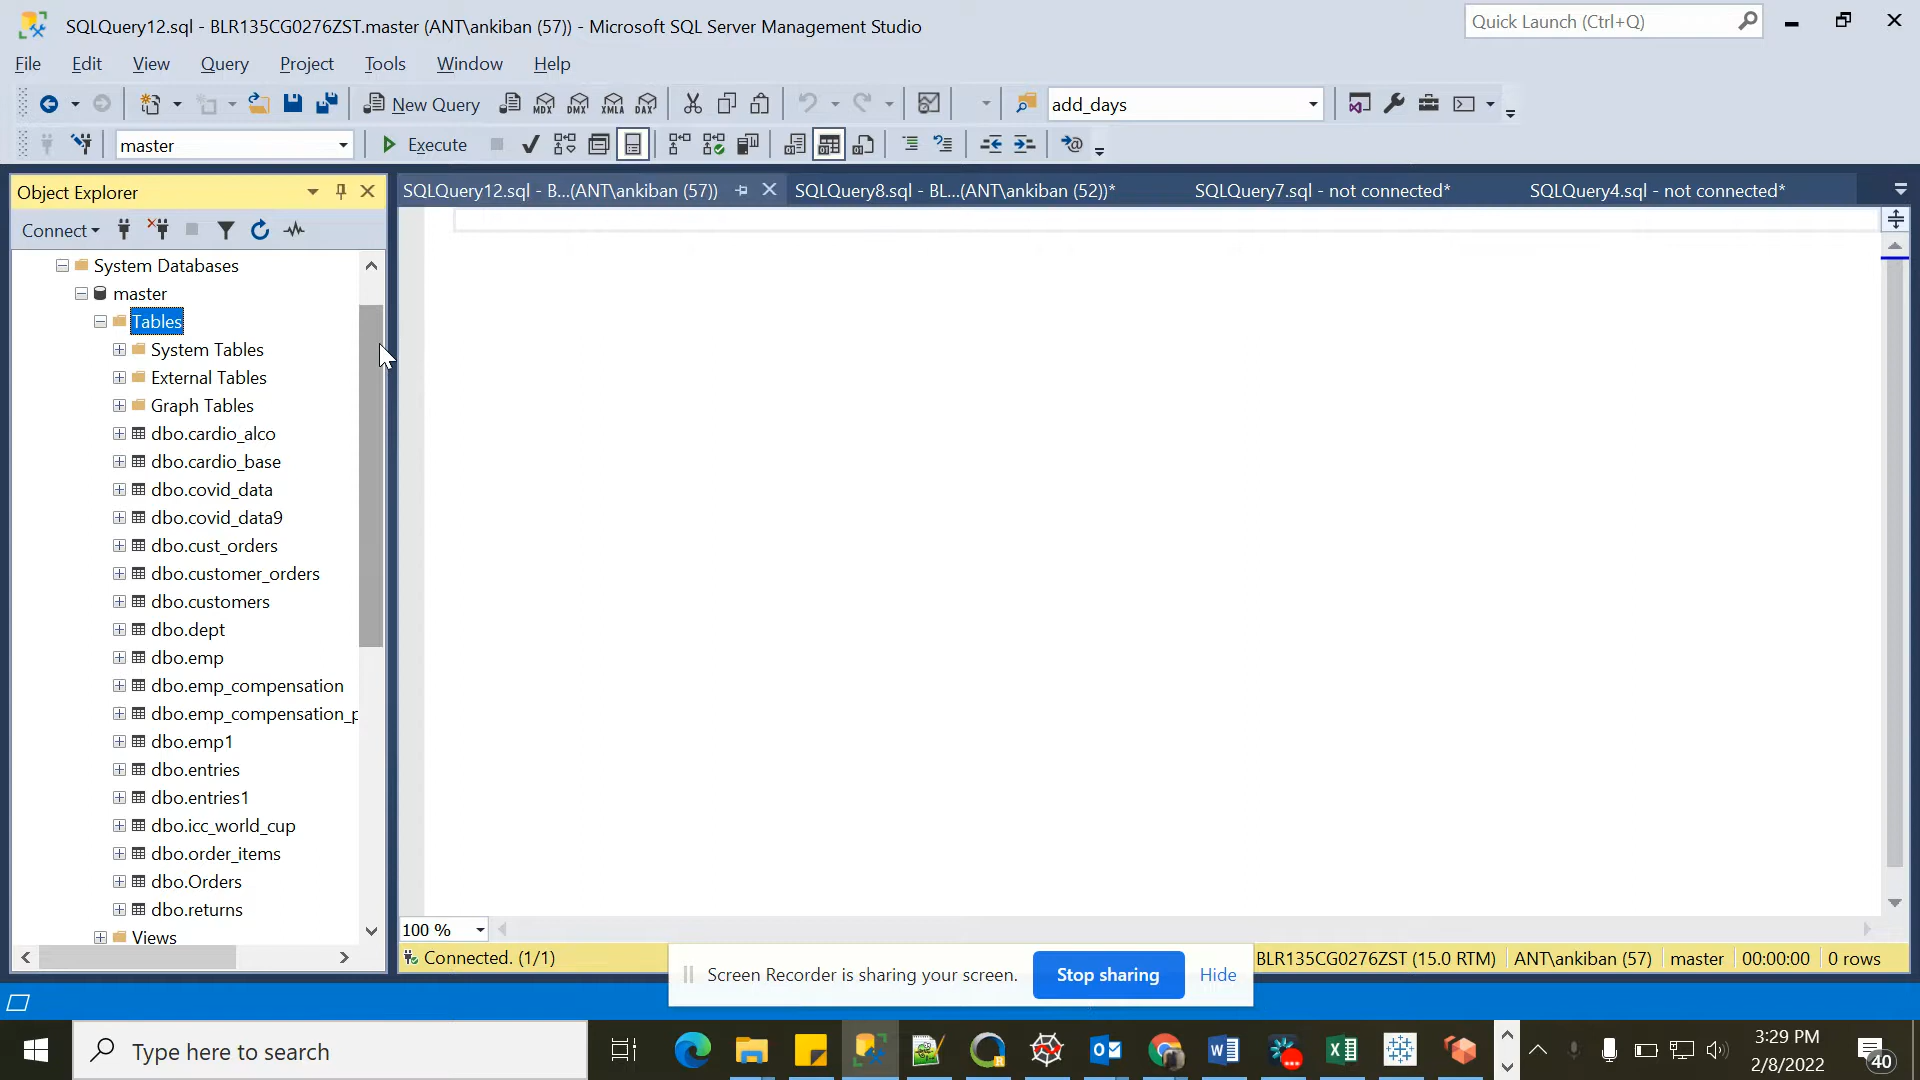 SQLQuery12.sql - BLR135CG0276ZST.master (ANT\ankiban (57)) - Microsoft SQL Server Management Studio
Quick Launch (Ctrl+Q)
File Edit View Query Project Tools Window Help
New Query MDX DMX XMLA DAX add_days
master Execute
Object Explorer
SQLQuery12.sql - B...(ANT\ankiban (57)) SQLQuery8.sql - BL...(ANT\ankiban (52))* SQLQuery7.sql - not connected* SQLQuery4.sql - not connected*
Connect
System Databases
master
Tables
System Tables
External Tables
Graph Tables
dbo.cardio_alco
dbo.cardio_base
dbo.covid_data
dbo.covid_data9
dbo.cust_orders
dbo.customer_orders
dbo.customers
dbo.dept
dbo.emp
dbo.emp_compensation
dbo.emp_compensation_p
dbo.emp1
dbo.entries
dbo.entries1
dbo.icc_world_cup
dbo.order_items
dbo.Orders
dbo.returns
Views
100 %
Connected. (1/1) BLR135CG0276ZST (15.0 RTM) ANT\ankiban (57) master 00:00:00 0 rows
Screen Recorder is sharing your screen. Stop sharing Hide
Type here to search
3:29 PM
2/8/2022
40